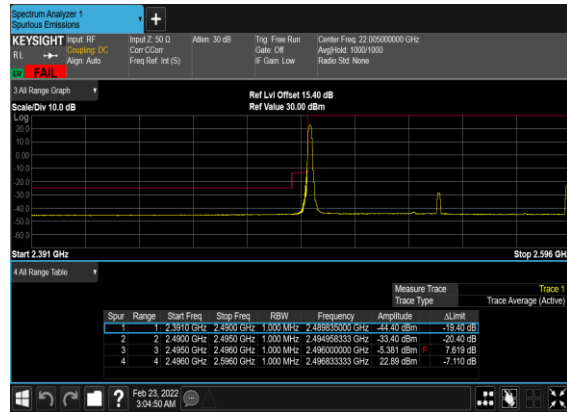 Spectrum Analyzer 1
Spurious Emissions
KEYSIGHT Input: RF Input Z: 50 Ω Atten: 30 dB Trig: Free Run Center Freq: 22.005000000 GHz
RL Coupling: DC Corr CCorr Gate: Off Avg|Hold: 1000/1000
Align: Auto Freq Ref: Int (S) IF Gain: Low Radio Std: None
FAIL
3 All Range Graph
Ref Lvl Offset 15.40 dB
Scale/Div 10.0 dB Ref Value 30.00 dBm
Log
20.0
10.0
0.00
-10.0
-20.0
-30.0
-40.0
-50.0
-60.0
Start 2.391 GHz Stop 2.596 GHz
4 All Range Table
Measure Trace Trace 1
Trace Type Trace Average (Active)
Spur Range Start Freq Stop Freq RBW Frequency Amplitude ΔLimit
1 1 2.3910 GHz 2.4900 GHz 1.000 MHz 2.489835000 GHz -44.40 dBm -19.40 dB
2 2 2.4900 GHz 2.4950 GHz 1.000 MHz 2.494958333 GHz -33.40 dBm -20.40 dB
3 3 2.4950 GHz 2.4960 GHz 1.000 MHz 2.496000000 GHz -5.381 dBm F 7.619 dB
4 4 2.4960 GHz 2.5960 GHz 1.000 MHz 2.496833333 GHz 22.89 dBm -7.110 dB
? Feb 23, 2022
3:04:50 AM